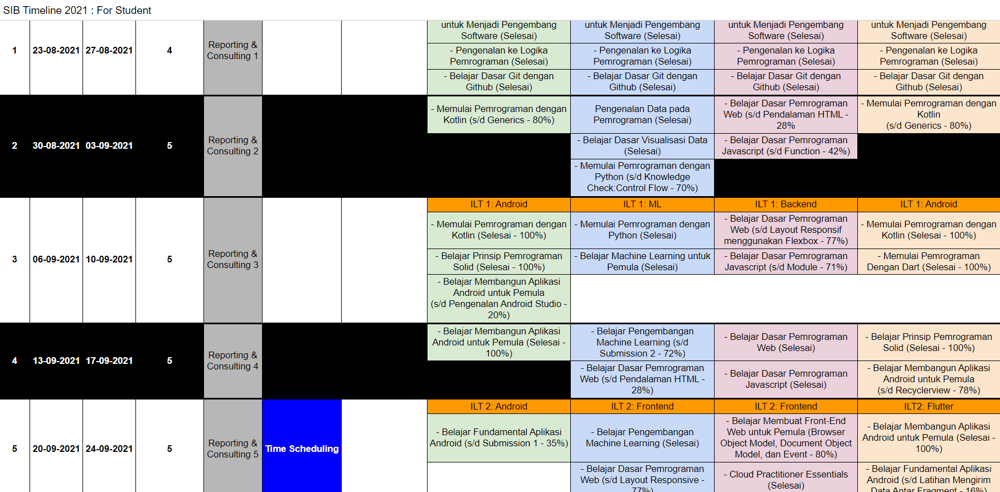 SIB Timeline 2021 : For Student
1
23-08-2021
27-08-2021
4
Reporting &
Consulting 1
untuk Menjadi Pengembang
Software (Selesai)
- Pengenalan ke Logika
Pemrograman (Selesai)
- Belajar Dasar Git dengan
Github (Selesai)
untuk Menjadi Pengembang
Software (Selesai)
- Pengenalan ke Logika
Pemrograman (Selesai)
- Belajar Dasar Git dengan
Github (Selesai)
untuk Menjadi Pengembang
Software (Selesai)
- Pengenalan ke Logika
Pemrograman (Selesai)
- Belajar Dasar Git dengan
Github (Selesai)
untuk Menjadi Pengembang
Software (Selesai)
- Pengenalan ke Logika
Pemrograman (Selesai)
- Belajar Dasar Git dengan
Github (Selesai)
2
30-08-2021
03-09-2021
5
Reporting &
Consulting 2
- Memulai Pemrograman dengan
Kotlin (s/d Generics - 80%)
Pengenalan Data pada
Pemrograman (Selesai)
- Belajar Dasar Visualisasi Data
(Selesai)
- Memulai Pemrograman dengan
Python (s/d Knowledge
Check:Control Flow - 70%)
- Belajar Dasar Pemrograman
Web (s/d Pendalaman HTML -
28%
- Belajar Dasar Pemrograman
Javascript (s/d Function - 42%)
- Memulai Pemrograman dengan
Kotlin
(s/d Generics - 80%)
3
06-09-2021
10-09-2021
5
Reporting &
Consulting 3
ILT 1: Android
- Memulai Pemrograman dengan
Kotlin (Selesai - 100%)
- Belajar Prinsip Pemrograman
Solid (Selesai - 100%)
- Belajar Membangun Aplikasi
Android untuk Pemula
(s/d Pengenalan Android Studio -
20%)
ILT 1: ML
- Memulai Pemrograman dengan
Python (Selesai)
- Belajar Machine Learning untuk
Pemula (Selesai)
ILT 1: Backend
- Belajar Dasar Pemrograman
Web (s/d Layout Responsif
menggunakan Flexbox - 77%)
- Belajar Dasar Pemrograman
Javascript (s/d Module - 71%)
ILT 1: Android
- Memulai Pemrograman dengan
Kotlin (Selesai - 100%)
- Memulai Pemrograman
Dengan Dart (Selesai - 100%)
4
13-09-2021
17-09-2021
5
Reporting &
Consulting 4
- Belajar Membangun Aplikasi
Android untuk Pemula (Selesai -
100%)
- Belajar Pengembangan
Machine Learning (s/d
Submission 2 - 72%)
- Belajar Dasar Pemrograman
Web (s/d Pendalaman HTML -
28%)
- Belajar Dasar Pemrograman
Web (Selesai)
- Belajar Dasar Pemrograman
Javascript (Selesai)
- Belajar Prinsip Pemrograman
Solid (Selesai - 100%)
- Belajar Membangun Aplikasi
Android untuk Pemula
(s/d Recyclerview - 78%)
5
20-09-2021
24-09-2021
5
Reporting &
Consulting 5
Time Scheduling
ILT 2: Android
- Belajar Fundamental Aplikasi
Android (s/d Submission 1 - 35%)
ILT 2: Frontend
- Belajar Pengembangan
Machine Learning (Selesai)
- Belajar Dasar Pemrograman
Web (s/d Layout Responsive -
77%)
ILT 2: Frontend
- Belajar Membuat Front-End
Web untuk Pemula (Browser
Object Model, Document Object
Model, dan Event - 80%)
- Cloud Practitioner Essentials
(Selesai)
ILT2: Flutter
- Belajar Membangun Aplikasi
Android untuk Pemula (Selesai -
100%)
- Belajar Fundamental Aplikasi
Android (s/d Latihan Mengirim
Data Antar Fragment - 16%)